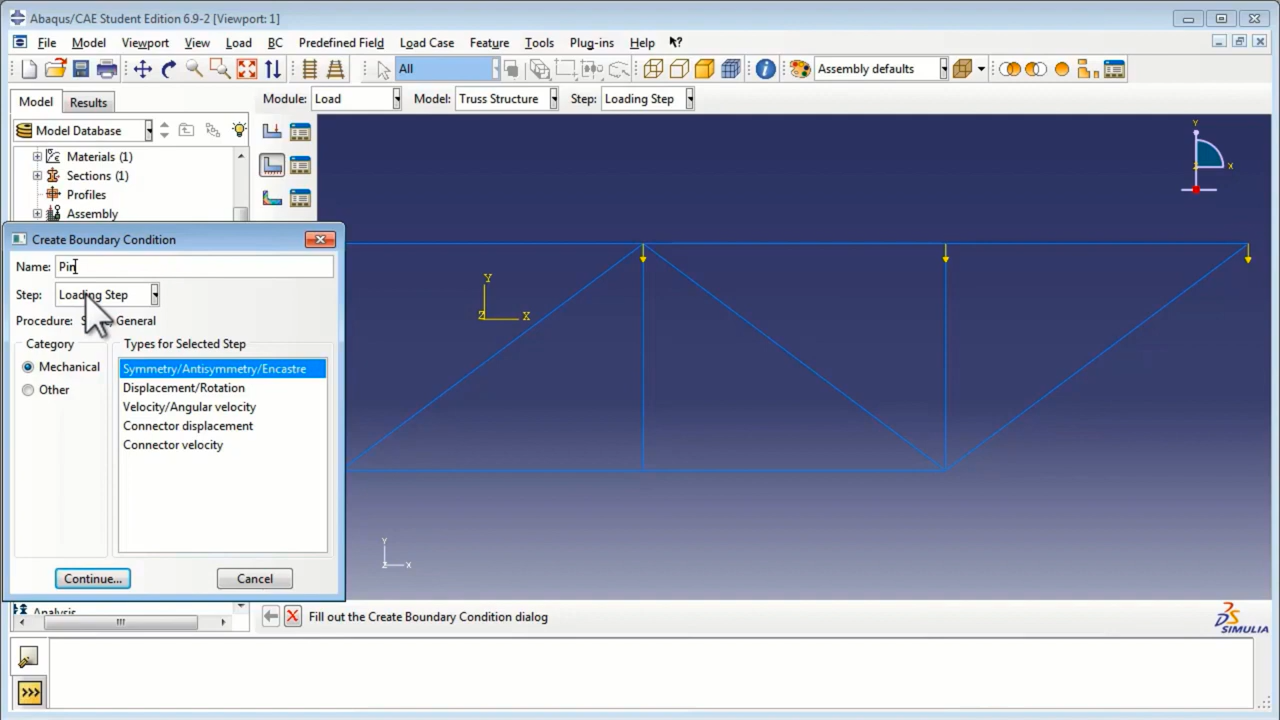 Abaqus/CAE Student Edition 6.9-2 [Viewport: 1]
File Model Viewport View Load BC Predefined Field Load Case Feature Tools Plug-ins Help
All
Assembly defaults
Model Results
Module: Load Model: Truss Structure Step: Loading Step
Model Database
Materials (1)
Sections (1)
Profiles
Assembly
Create Boundary Condition
Name: Pin
Step: Loading Step
Procedure: General
Category
Types for Selected Step
Mechanical
Other
Symmetry/Antisymmetry/Encastre
Displacement/Rotation
Velocity/Angular velocity
Connector displacement
Connector velocity
Continue...
Cancel
Y
X
Z
Y
X
Z
Y
X
Z
Analysis
Fill out the Create Boundary Condition dialog
SIMULIA
>>>